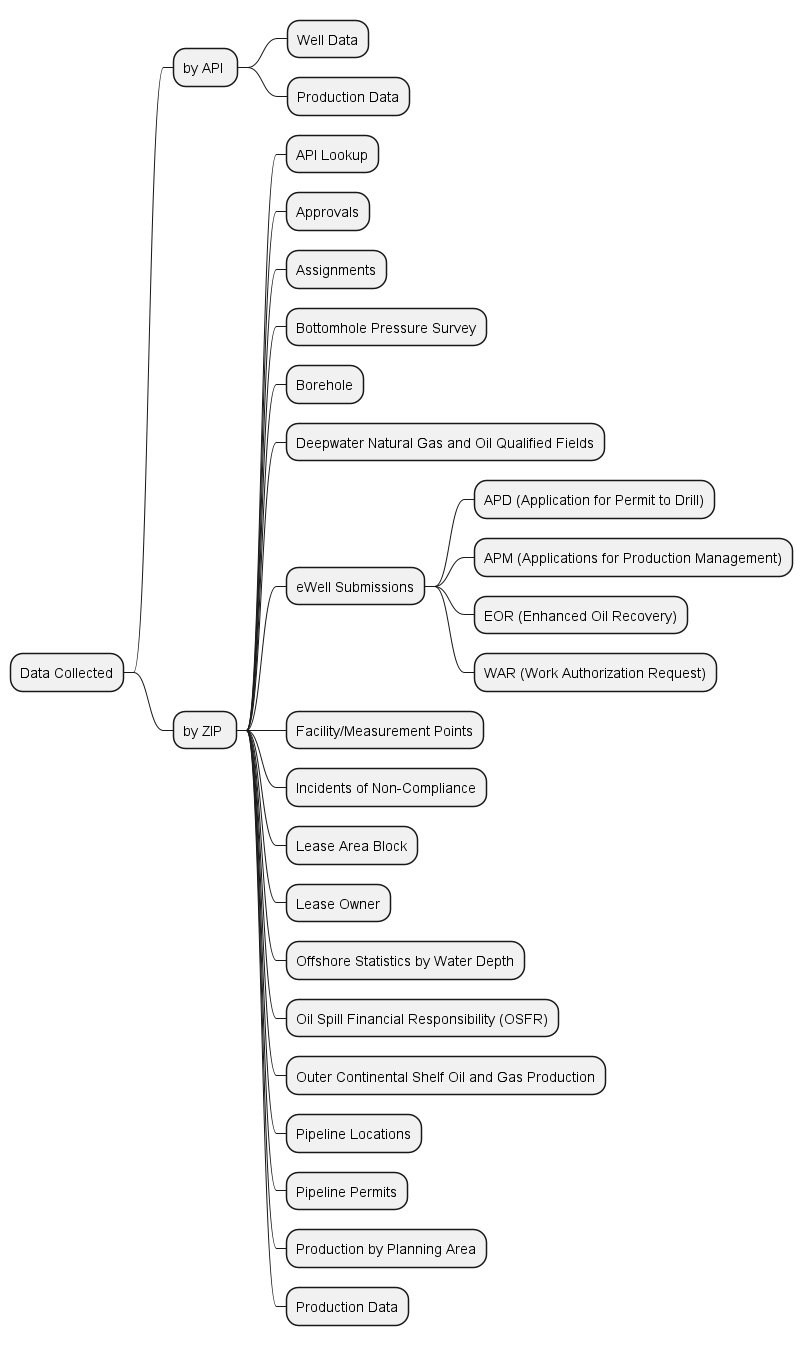 by API
Well Data
Production Data
API Lookup
Approvals
Assignments
Bottomhole Pressure Survey
Borehole
Deepwater Natural Gas and Oil Qualified Fields
APD (Application for Permit to Drill)
APM (Applications for Production Management)
eWell Submissions
EOR (Enhanced Oil Recovery)
WAR (Work Authorization Request)
Data Collected
by ZIP
Facility/Measurement Points
Incidents of Non-Compliance
Lease Area Block
Lease Owner
Offshore Statistics by Water Depth
Oil Spill Financial Responsibility (OSFR)
Outer Continental Shelf Oil and Gas Production
Pipeline Locations
Pipeline Permits
Production by Planning Area
Production Data